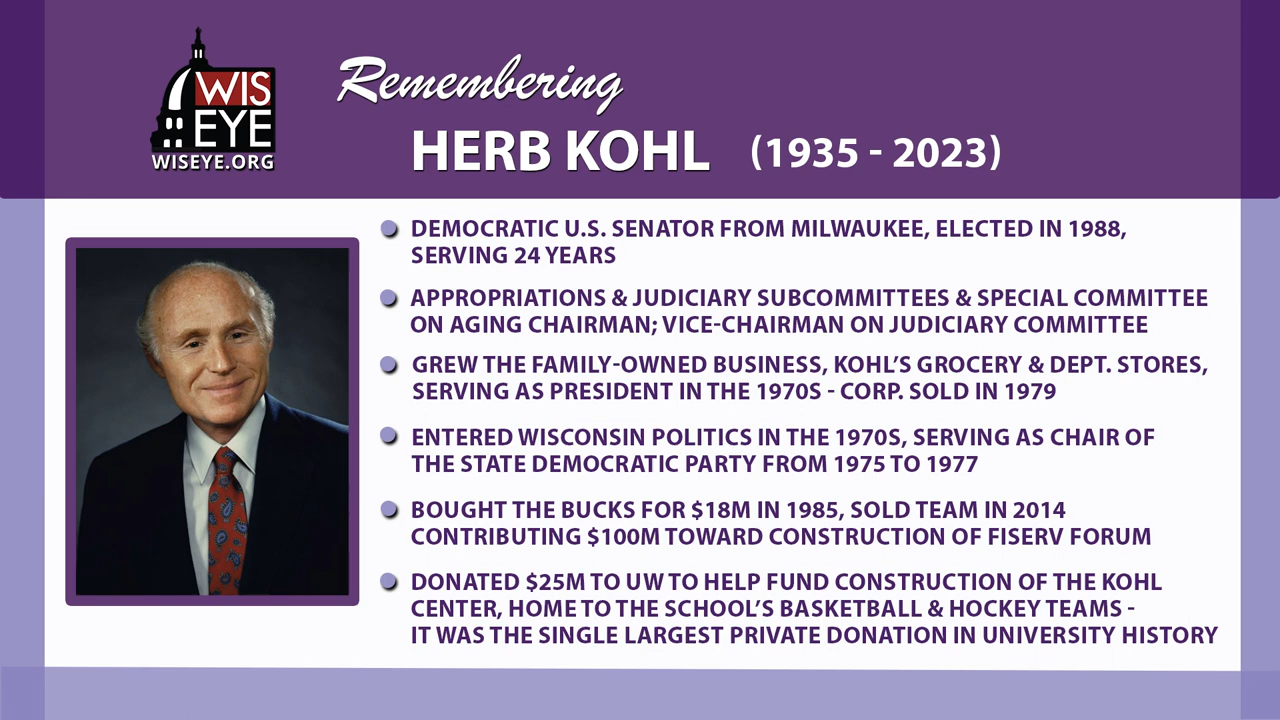 WIS
EYE
WISEYE.ORG
Remembering
HERB KOHL (1935 - 2023)
DEMOCRATIC U.S. SENATOR FROM MILWAUKEE, ELECTED IN 1988,
SERVING 24 YEARS
APPROPRIATIONS & JUDICIARY SUBCOMMITTEES & SPECIAL COMMITTEE
ON AGING CHAIRMAN; VICE-CHAIRMAN ON JUDICIARY COMMITTEE
GREW THE FAMILY-OWNED BUSINESS, KOHL'S GROCERY & DEPT. STORES,
SERVING AS PRESIDENT IN THE 1970S - CORP. SOLD IN 1979
ENTERED WISCONSIN POLITICS IN THE 1970S, SERVING AS CHAIR OF
THE STATE DEMOCRATIC PARTY FROM 1975 TO 1977
BOUGHT THE BUCKS FOR $18M IN 1985, SOLD TEAM IN 2014
CONTRIBUTING $100M TOWARD CONSTRUCTION OF FISERV FORUM
DONATED $25M TO UW TO HELP FUND CONSTRUCTION OF THE KOHL
CENTER, HOME TO THE SCHOOL'S BASKETBALL & HOCKEY TEAMS -
IT WAS THE SINGLE LARGEST PRIVATE DONATION IN UNIVERSITY HISTORY